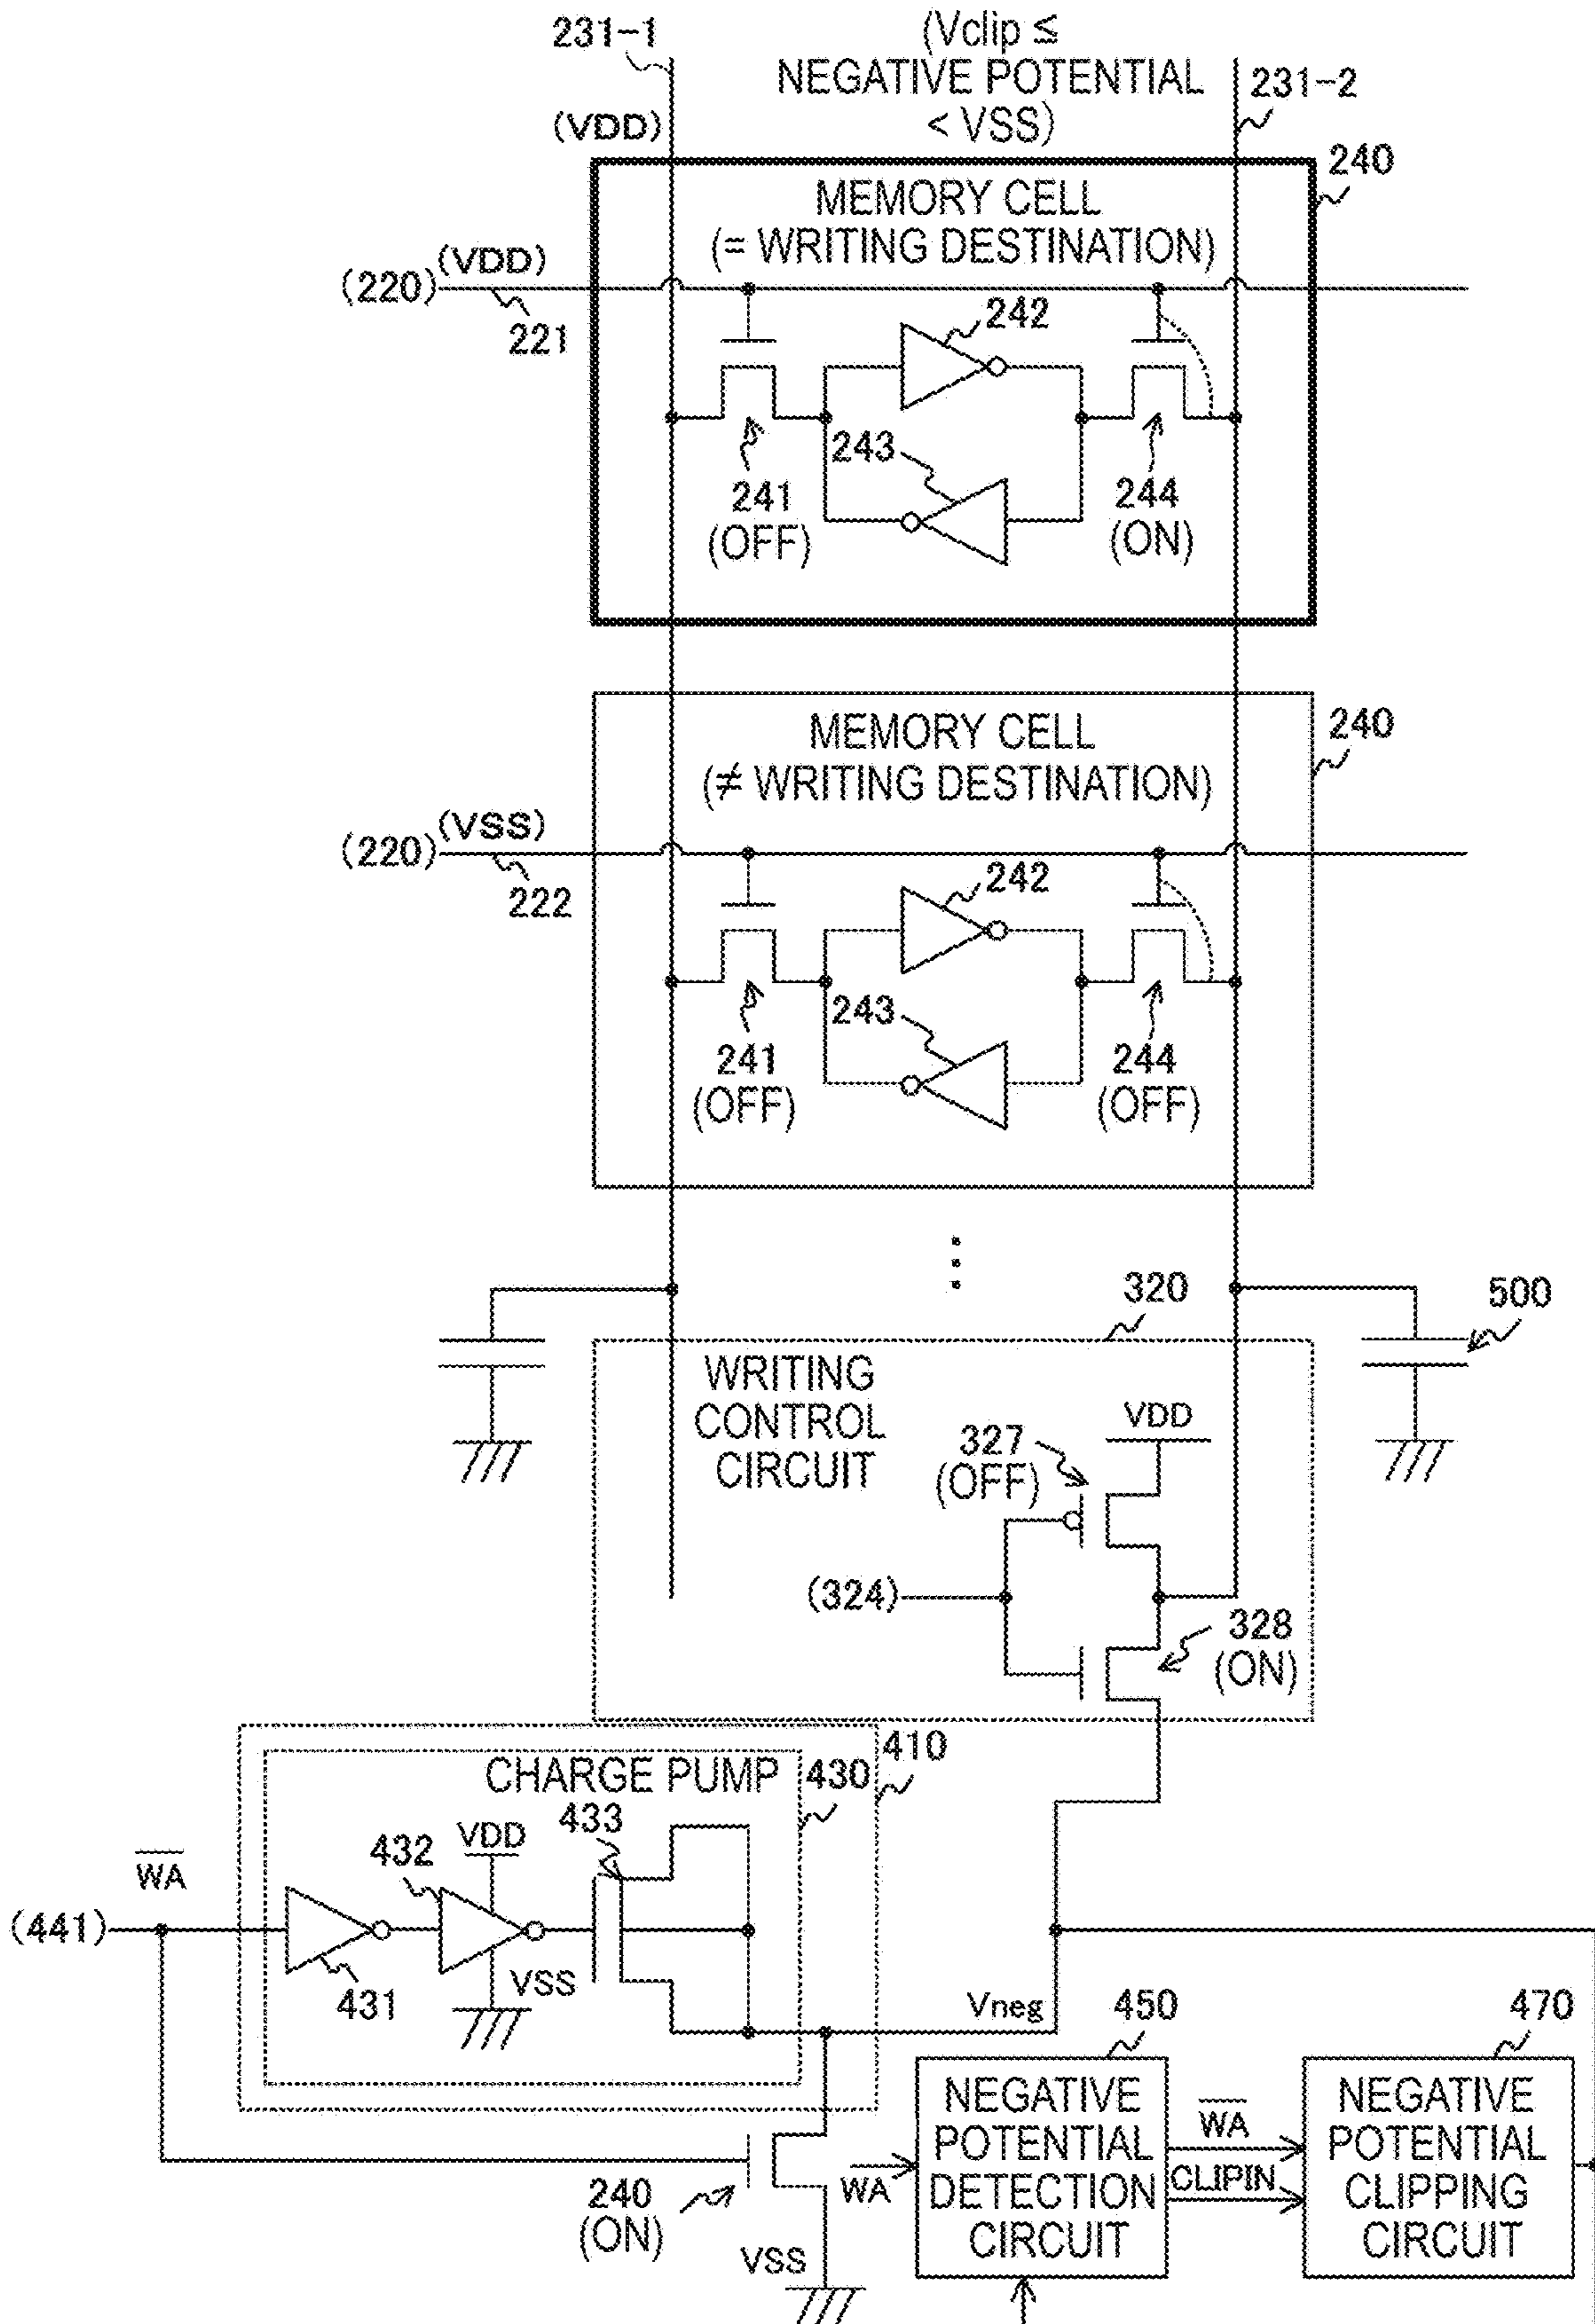 231-1
(Vclip ≤
NEGATIVE POTENTIAL
< VSS)
231-2
(VDD)
240
MEMORY CELL
(= WRITING DESTINATION)
(VDD)
(220)
221
242
243
241
(OFF)
244
(ON)
240
MEMORY CELL
(≠ WRITING DESTINATION)
(VSS)
(220)
222
242
243
241
(OFF)
244
(OFF)
320
500
WRITING
CONTROL
CIRCUIT
VDD
327
(OFF)
(324)
328
(ON)
410
CHARGE PUMP
430
433
VDD
432
WA
(441)
VSS
431
Vneg
450
470
NEGATIVE
POTENTIAL
DETECTION
CIRCUIT
WA
WA
CLIPIN
NEGATIVE
POTENTIAL
CLIPPING
CIRCUIT
240
(ON)
VSS